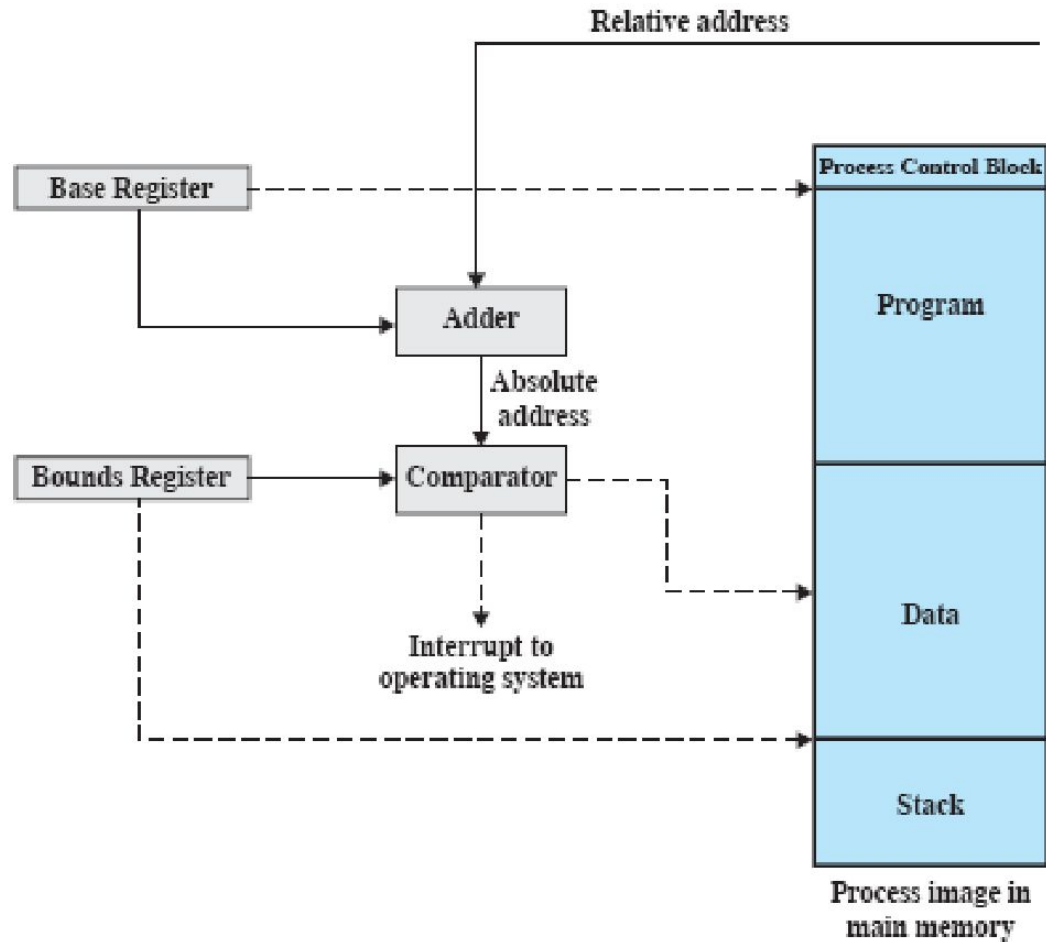 Relative address
Process Control Block
Base Register
Program
Adder
Absolute
address
Bounds Register
Comparator
Data
Interrupt to
operating system
Stack
Process image in
main memory